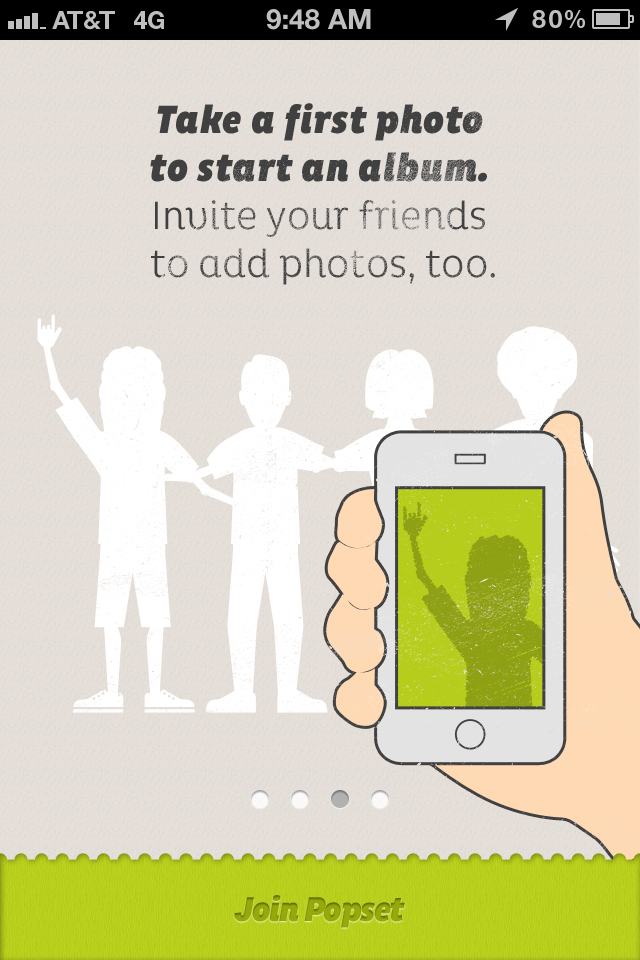 AT&T 4G 9:48 AM 80%
Take a first photo
to start an album.
Invite your friends
to add photos, too.
Join Popset